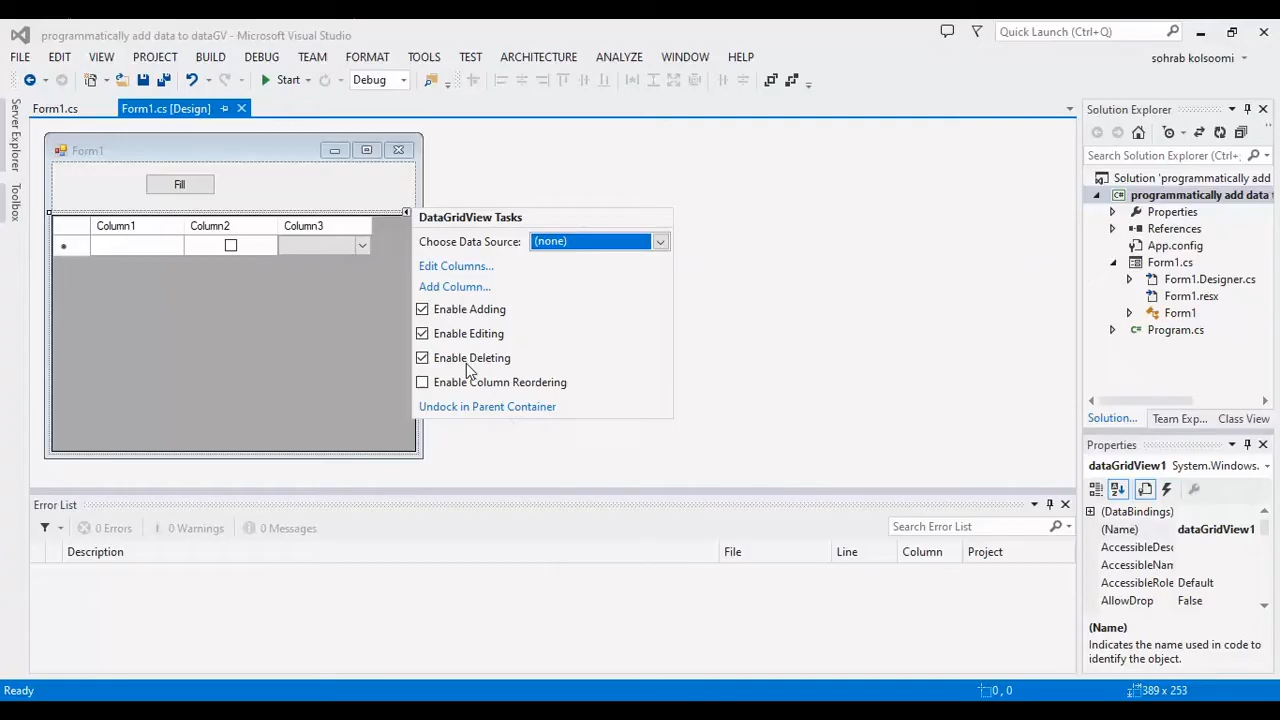 programmatically add data to dataGV - Microsoft Visual Studio
Quick Launch (Ctrl+Q)
FILE EDIT VIEW PROJECT BUILD DEBUG TEAM FORMAT TOOLS TEST ARCHITECTURE ANALYZE WINDOW HELP
sohrab kolsoomi
Start Debug
Server Explorer
Toolbox
Form1.cs
Form1.cs [Design]
Form1
Fill
Column1 Column2 Column3
DataGridView Tasks
Choose Data Source: (none)
Edit Columns...
Add Column...
Enable Adding
Enable Editing
Enable Deleting
Enable Column Reordering
Undock in Parent Container
Solution Explorer
Search Solution Explorer (Ctrl+;
Solution 'programmatically add
programmatically add data t
Properties
References
App.config
Form1.cs
Form1.Designer.cs
Form1.resx
Form1
Program.cs
Solution... Team Exp... Class View
Properties
dataGridView1 System.Windows.
(DataBindings)
(Name) dataGridView1
AccessibleDesc
AccessibleNam
AccessibleRole Default
AllowDrop False
(Name)
Indicates the name used in code to
identify the object.
Error List
0 Errors 0 Warnings 0 Messages
Search Error List
Description File Line Column Project
Ready
0 , 0
389 x 253